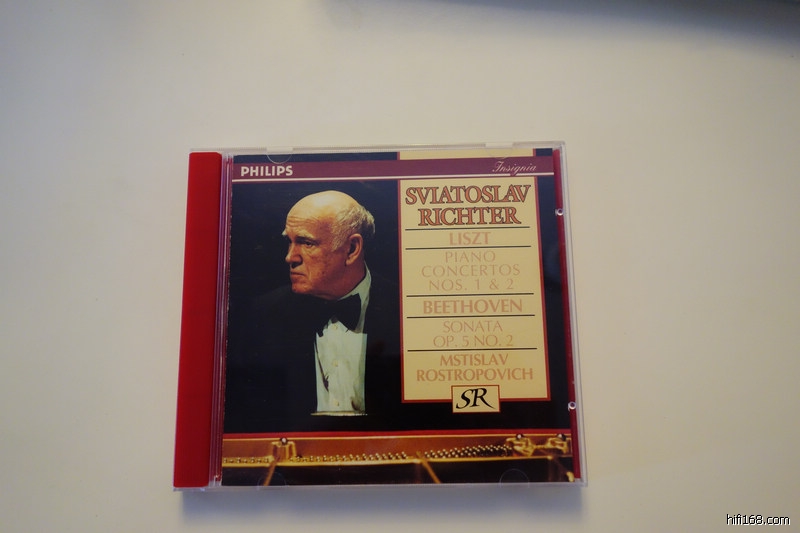 PHILIPS
Insignia
SVIATOSLAV
RICHTER
LISZT
PIANO
CONCERTOS
NOS. 1 & 2
BEETHOVEN
SONATA
OP. 5 NO. 2
MSTISLAV
ROSTROPOVICH
SR
hifi168.com